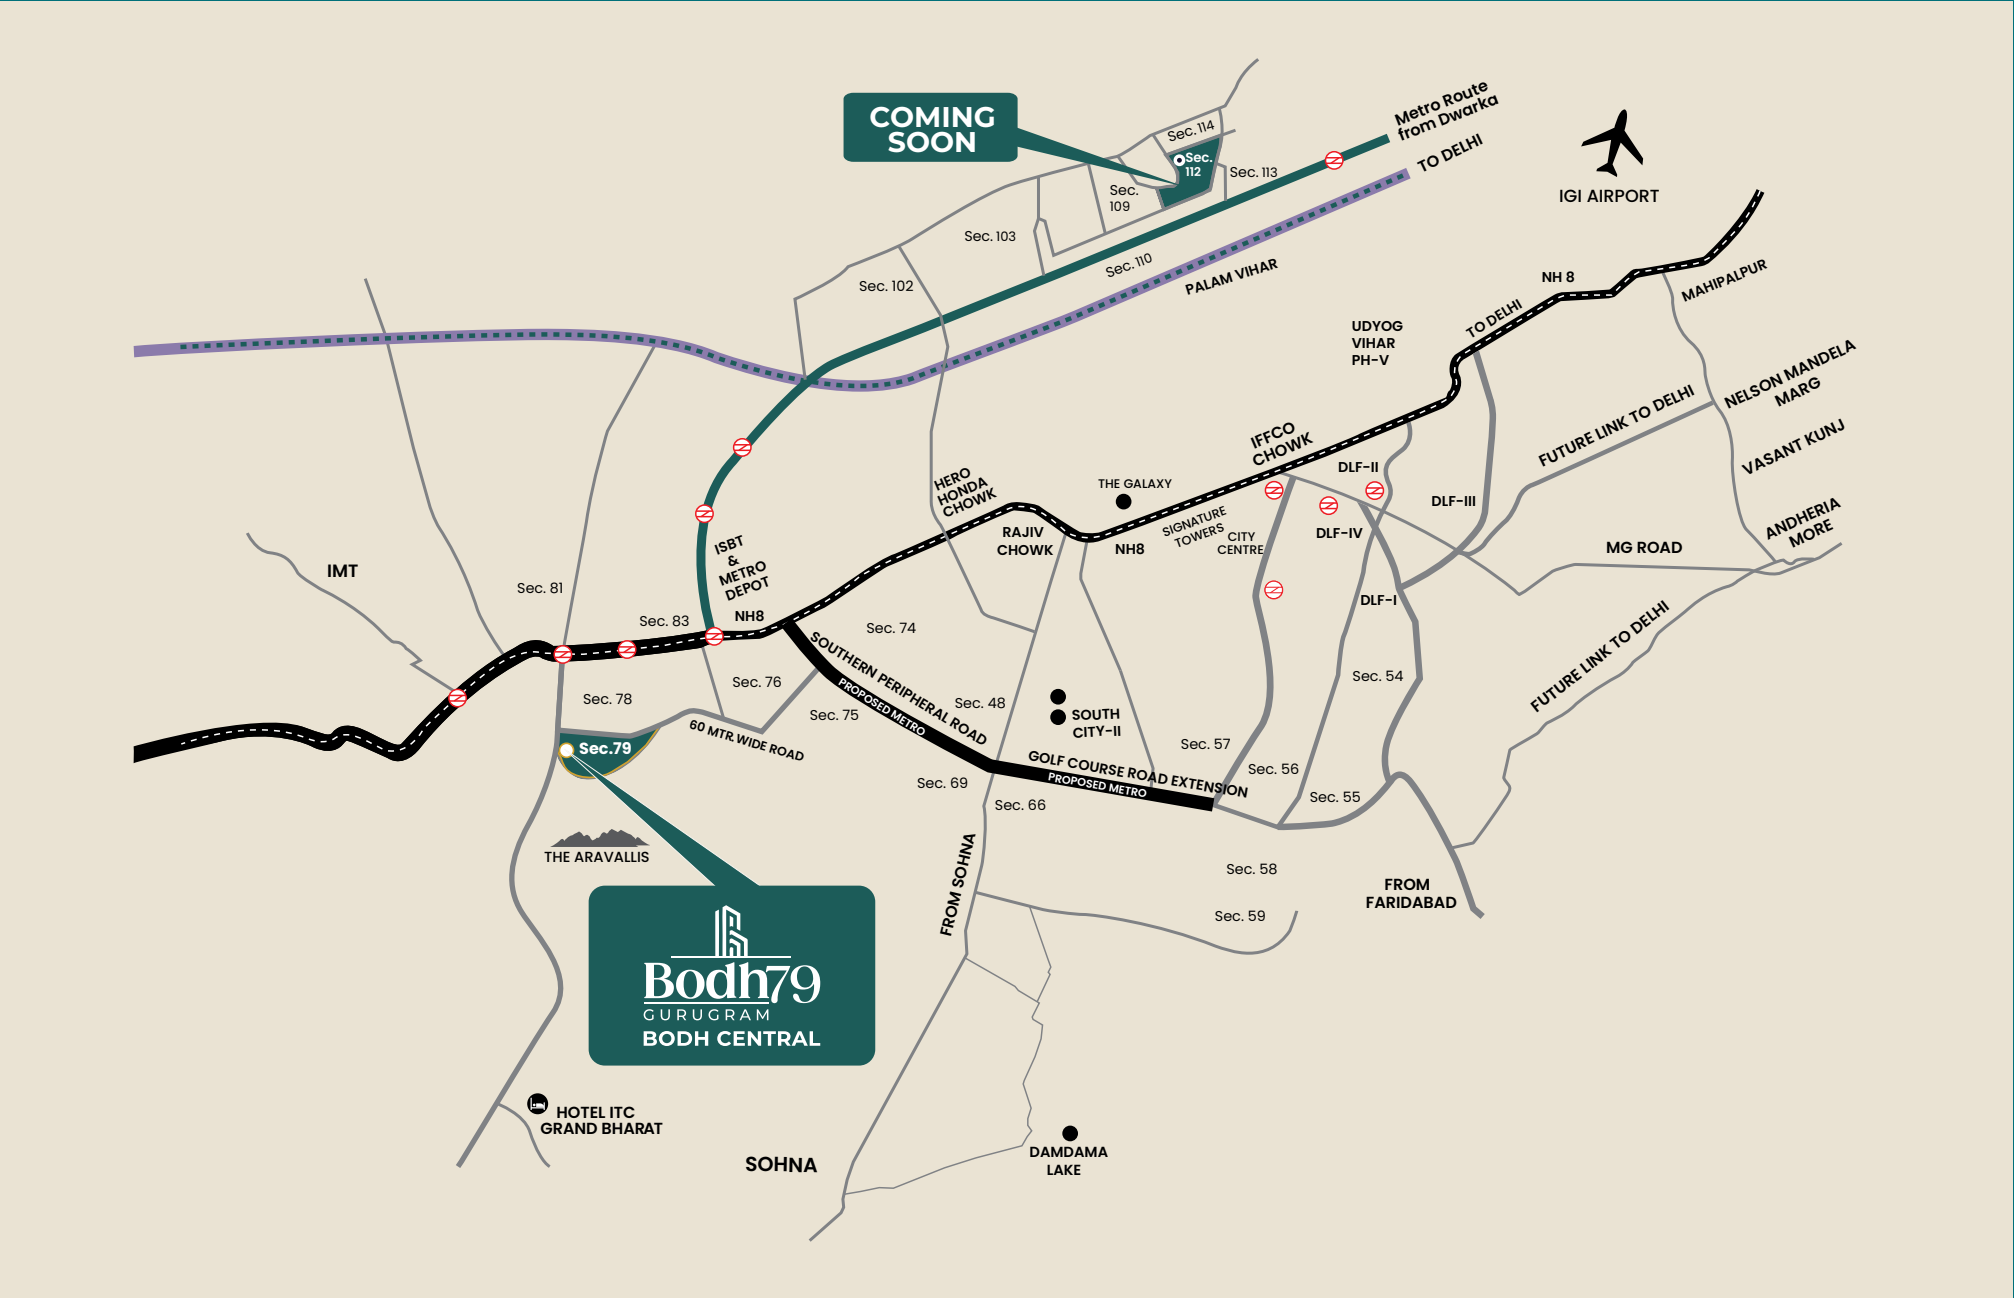 COMING
SOON
Metro Route
from Dwarka
TO DELHI
Sec. 114
Sec.
112
Sec. 113
Sec.
109
IGI AIRPORT
Sec. 103
Sec. 110
PALAM VIHAR
Sec. 102
NH 8
MAHIPALPUR
TO DELHI
UDYOG
VIHAR
PH-V
NELSON MANDELA
MARG
FUTURE LINK TO DELHI
VASANT KUNJ
IFFCO
CHOWK
DLF-II
HERO
HONDA
CHOWK
THE GALAXY
DLF-III
SIGNATURE
TOWERS
CITY
CENTRE
RAJIV
CHOWK
NH8
DLF-IV
ANDHERIA
MORE
MG ROAD
ISBT
&
METRO
DEPOT
IMT
Sec. 81
Sec. 83
NH8
DLF-I
Sec. 74
FUTURE LINK TO DELHI
SOUTHERN PERIPHERAL ROAD
PROPOSED METRO
Sec. 76
Sec. 78
Sec. 75
Sec. 48
Sec. 54
SOUTH
CITY-II
60 MTR. WIDE ROAD
Sec.79
Sec. 57
GOLF COURSE ROAD EXTENSION
PROPOSED METRO
Sec. 56
Sec. 69
Sec. 66
Sec. 55
THE ARAVALLIS
FROM SOHNA
Sec. 58
FROM
FARIDABAD
Sec. 59
Bodh79
GURUGRAM
BODH CENTRAL
HOTEL ITC
GRAND BHARAT
SOHNA
DAMDAMA
LAKE